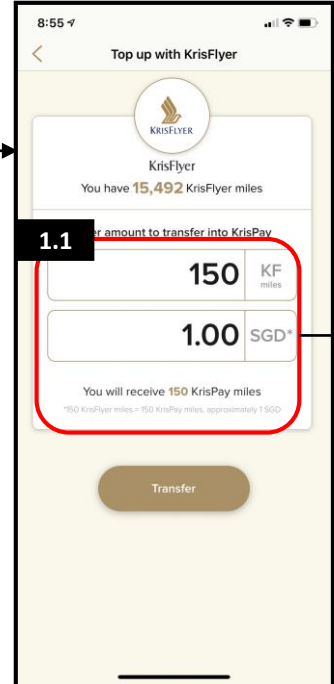 8:55
Top up with KrisFlyer
KRISFLYER
KrisFlyer
You have 15,492 KrisFlyer miles
1.1
er amount to transfer into KrisPay
150 KF miles
1.00 SGD*
You will receive 150 KrisPay miles
*150 KrisFlyer miles = 150 KrisPay miles, approximately 1 SGD
Transfer